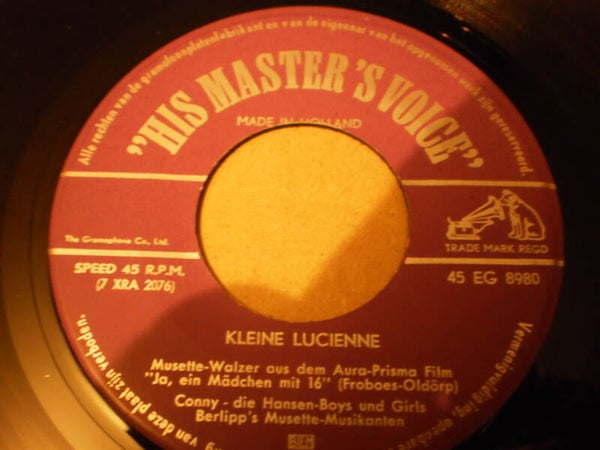 Alle rechten van de gramofoonplatenfabrikant en van de eigenaar van het opgenomen werk zijn gereserveerd.
"HIS MASTER'S VOICE"
MADE IN HOLLAND
The Gramophone Co., Ltd.
TRADE MARK REGD
SPEED 45 R.P.M.
(7 XRA 2076)
45 EG 8980
KLEINE LUCIENNE
Musette-Walzer aus dem Aura-Prisma Film
"Ja, ein Mädchen mit 16" (Froboes-Oldörp)
Conny - die Hansen-Boys und Girls
Berlipp's Musette-Musikanten
Vermenigvuldiging, openbare
van deze plaat zijn verboden.